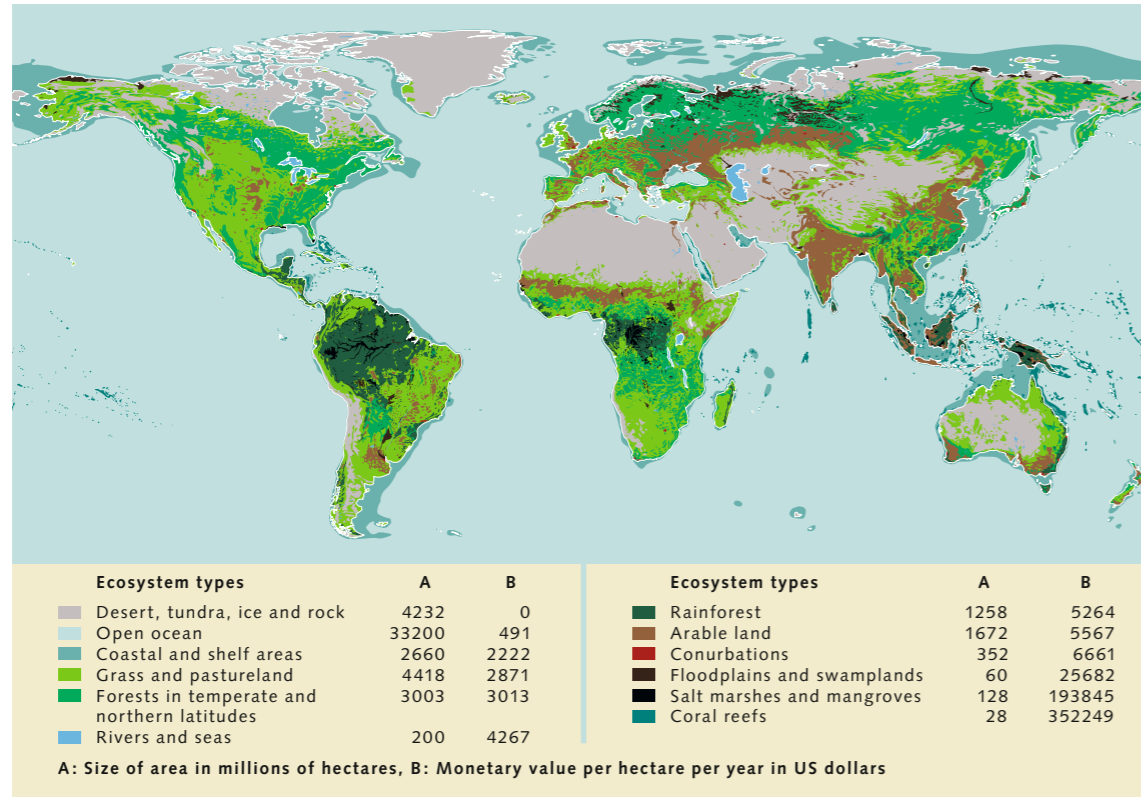 Ecosystem types A B
Desert, tundra, ice and rock 4232 0
Open ocean 33200 491
Coastal and shelf areas 2660 2222
Grass and pastureland 4418 2871
Forests in temperate and 3003 3013
northern latitudes
Rivers and seas 200 4267
Ecosystem types A B
Rainforest 1258 5264
Arable land 1672 5567
Conurbations 352 6661
Floodplains and swamplands 60 25682
Salt marshes and mangroves 128 193845
Coral reefs 28 352249
A: Size of area in millions of hectares, B: Monetary value per hectare per year in US dollars